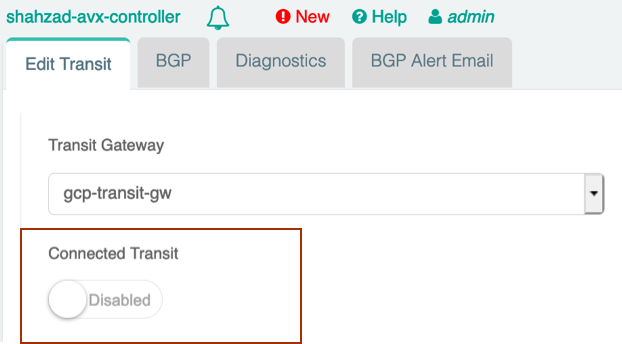 shahzad-avx-controller New Help admin
Edit Transit BGP Diagnostics BGP Alert Email
Transit Gateway
gcp-transit-gw
Connected Transit
Disabled